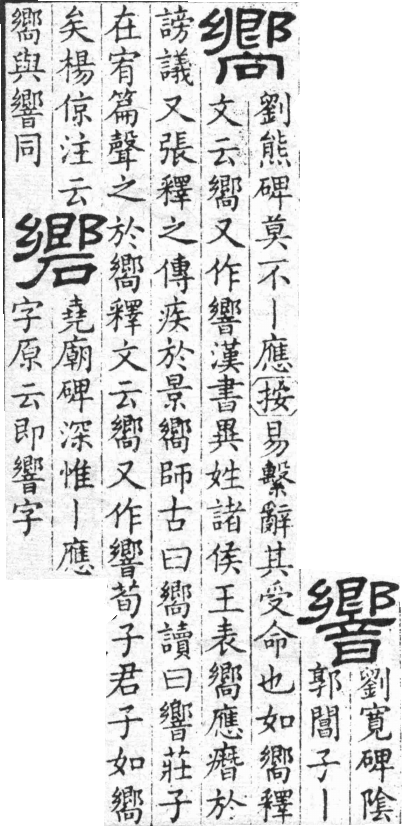 響
劉寬碑陰
郭閶子丨
嚮
劉熊碑莫不丨應按易繫辭其受命也如嚮釋
文云嚮又作響漢書異姓諸侯王表嚮應憯於
謗議又張釋之傳疾於景嚮師古曰嚮讀曰響莊子
在宥篇聲之於嚮釋文云嚮又作響荀子君子如嚮
矣楊倞注云
嚮與響同
堯廟碑深惟丨應
字原云即響字